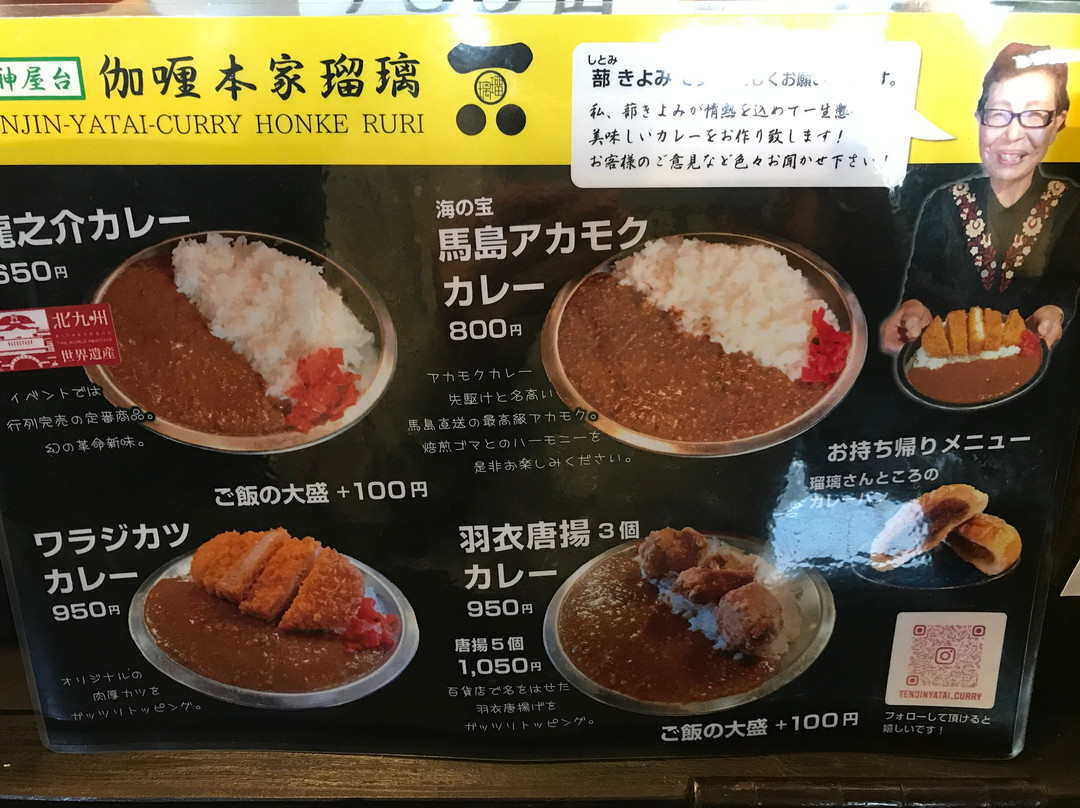 神屋台
伽喱本家瑠璃
NJIN-YATAI-CURRY HONKE RURI
しとみ
蔀 きよみ しくお願 す。
私、蔀きよみが情熱を込めて一生懸
美味しいカレーをお作り致します!
お客様のご意見など色々お聞かせ下さい!
龍之介カレー
650円
北九州
世界遺産
イベントでは
行列完売の定番商品。
幻の革命新味。
海の宝
馬島アカモク
カレー
800円
アカモクカレー
先駆けと名高い
馬島直送の最高級アカモク。
焙煎ゴマとのハーモニーを
是非お楽しみください。
ご飯の大盛 +100円
お持ち帰りメニュー
瑠璃さんところの
カレーパン
ワラジカツ
カレー
950円
オリジナルの
肉厚カツを
ガッツリトッピング。
羽衣唐揚 3個
カレー
950円
唐揚5個
1,050円
百貨店で名をはせた
羽衣唐揚げを
ガッツリトッピング。
ご飯の大盛 +100円
TENJINYATAI_CURRY
フォローして頂けると
嬉しいです!